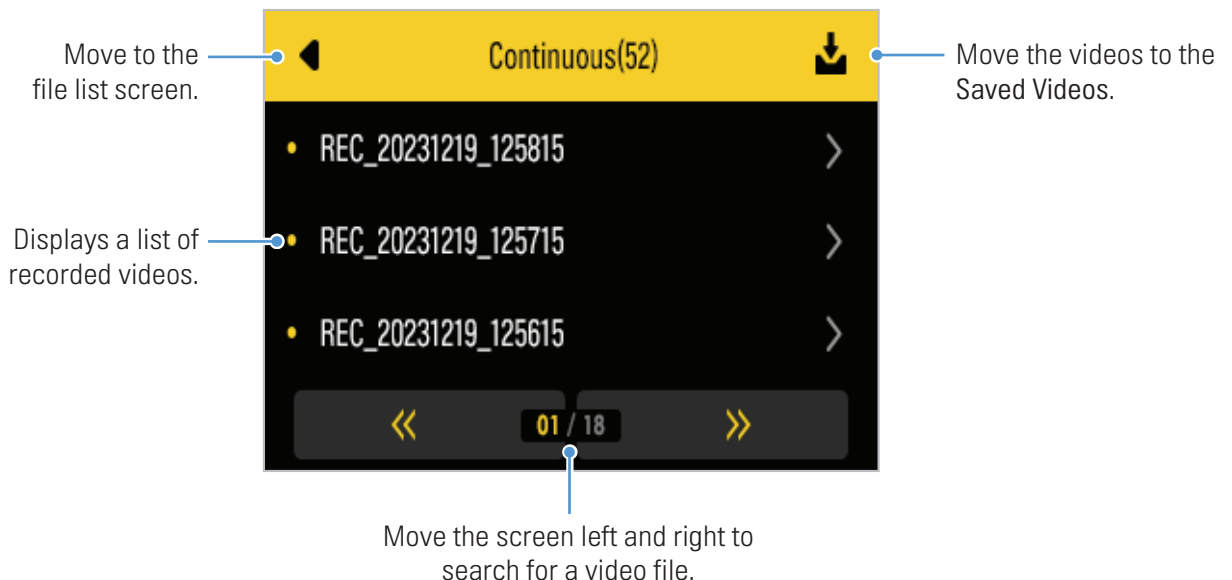 Move to the
file list screen.
Continuous(52)
Move the videos to the
Saved Videos.
REC_20231219_125815
Displays a list of
recorded videos.
REC_20231219_125715
REC_20231219_125615
01 / 18
Move the screen left and right to
search for a video file.